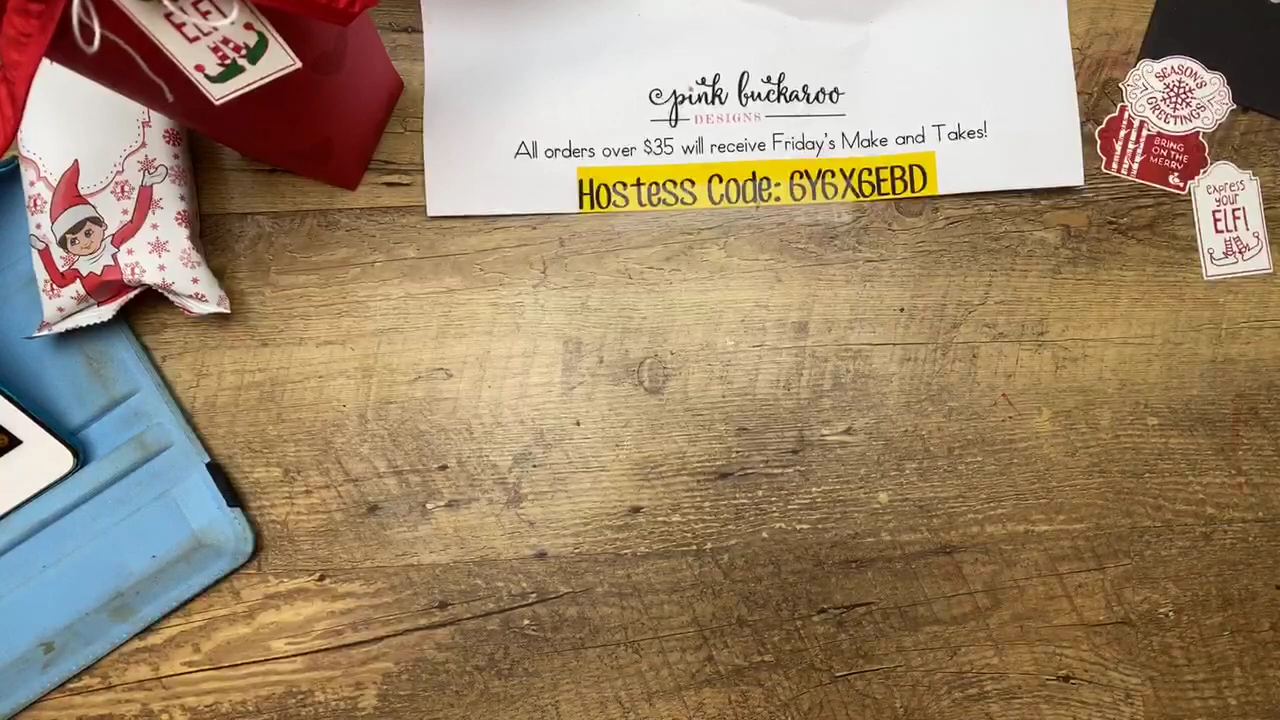 ELF!
pink buckaroo
DESIGNS
All orders over $35 will receive Friday's Make and Takes!
Hostess Code: 6Y6X6EBD
SEASON'S
GREETINGS
BRING
ON THE
MERRY
express
your
ELF!